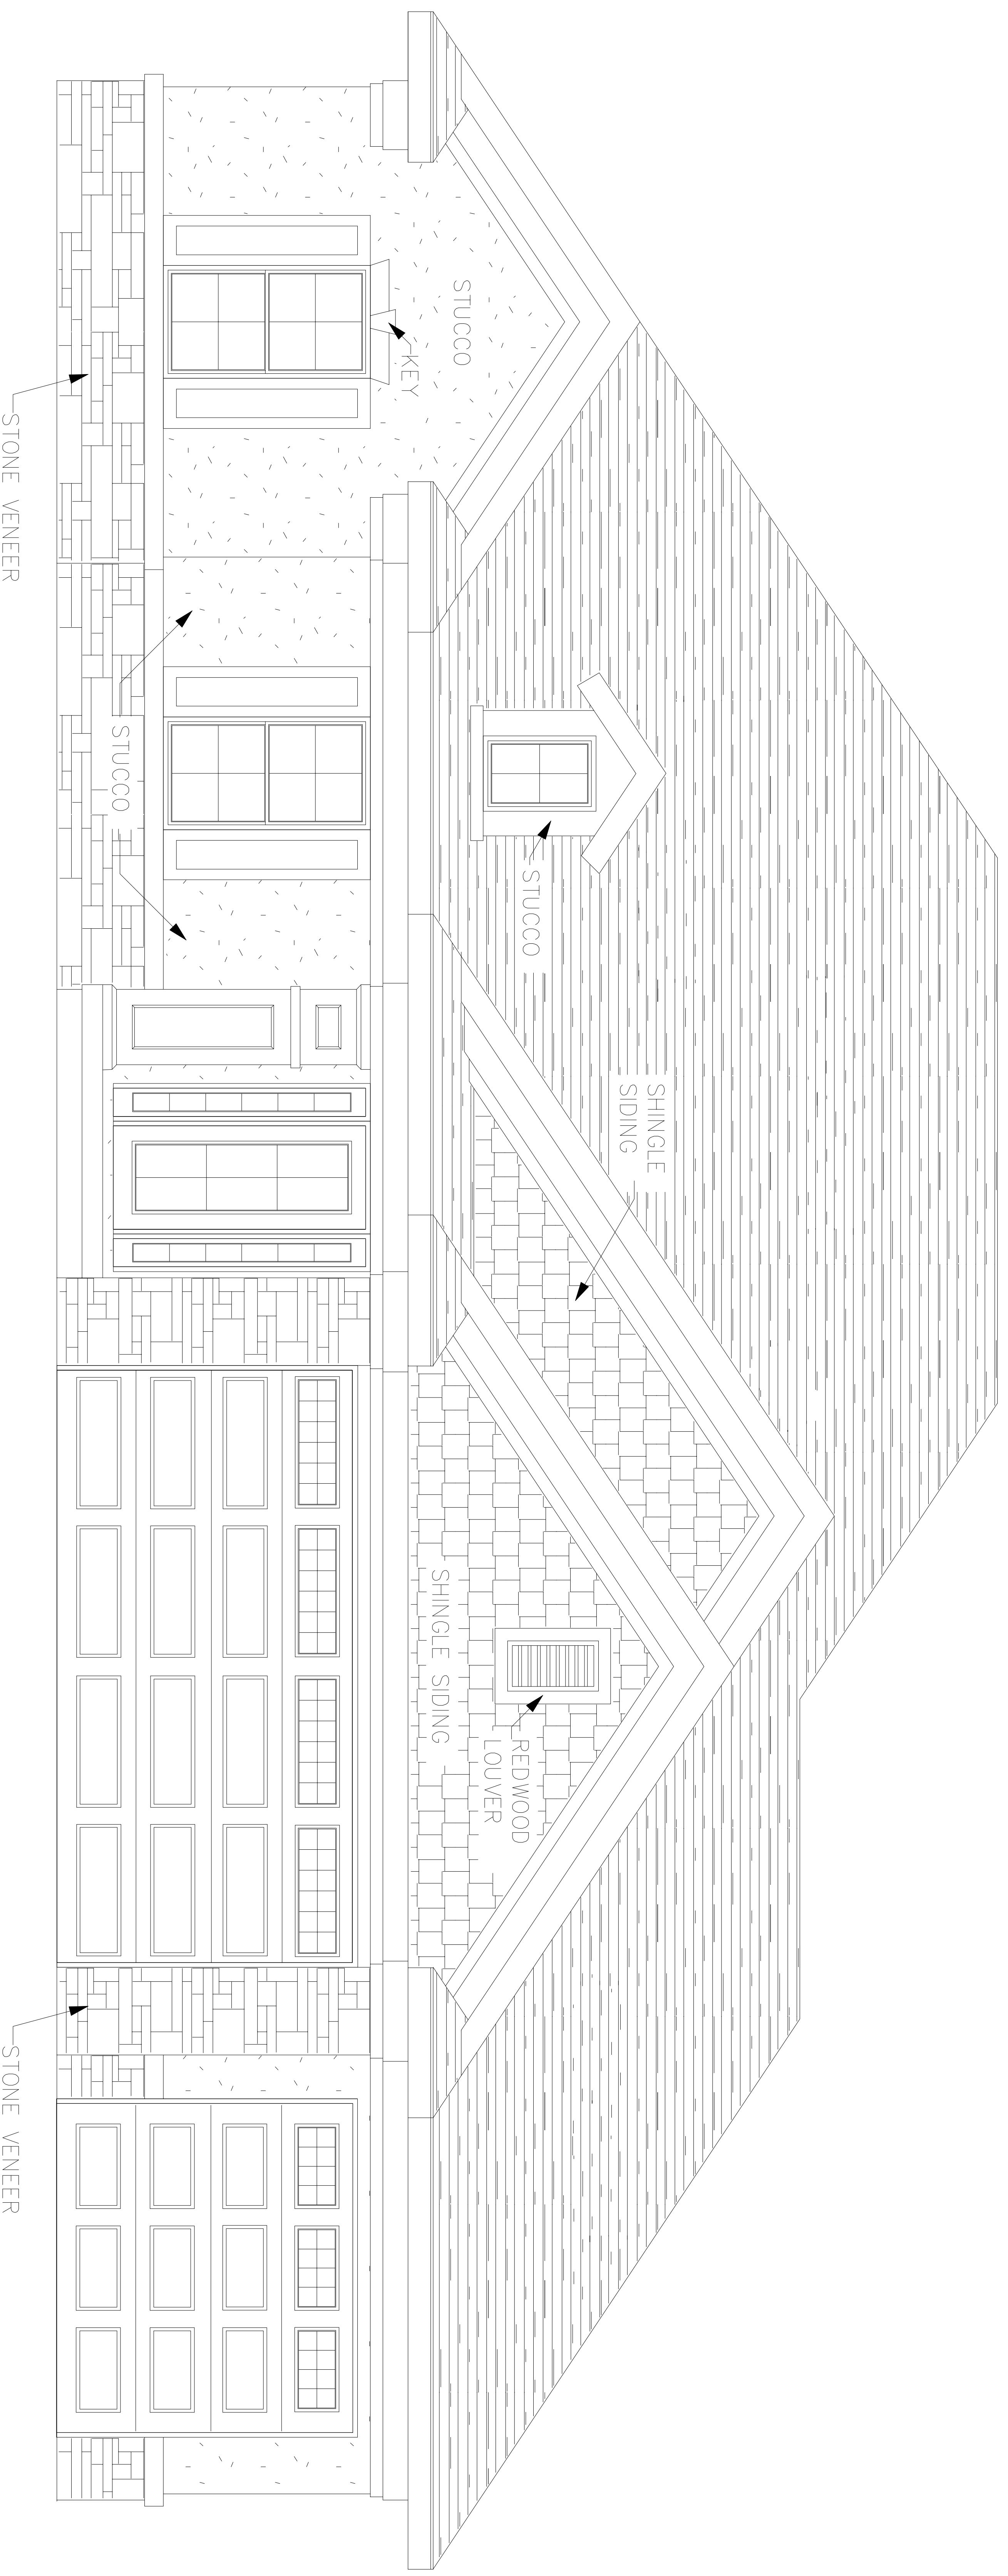 STUCCO
KEY
STONE VENEER
STUCCO
STUCCO
SHINGLE
SIDING
SHINGLE SIDING
REDWOOD
LOUVER
STONE VENEER